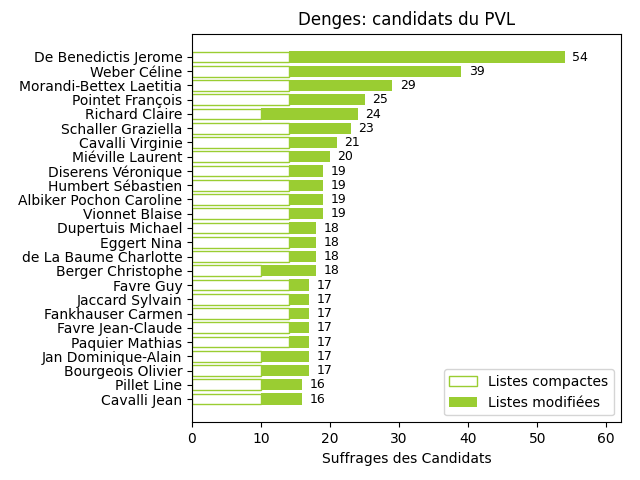 Denges: candidats du PVL
De Benedictis Jerome 54
Weber Céline 39
Morandi-Bettex Laetitia 29
Pointet François 25
Richard Claire 24
Schaller Graziella 23
Cavalli Virginie 21
Miéville Laurent 20
Diserens Véronique 19
Humbert Sébastien 19
Albiker Pochon Caroline 19
Vionnet Blaise 19
Dupertuis Michael 18
Eggert Nina 18
de La Baume Charlotte 18
Berger Christophe 18
Favre Guy 17
Jaccard Sylvain 17
Fankhauser Carmen 17
Favre Jean-Claude 17
Paquier Mathias 17
Jan Dominique-Alain 17
Bourgeois Olivier 17
Pillet Line 16
Cavalli Jean 16
Listes compactes
Listes modifiées
0 10 20 30 40 50 60
Suffrages des Candidats